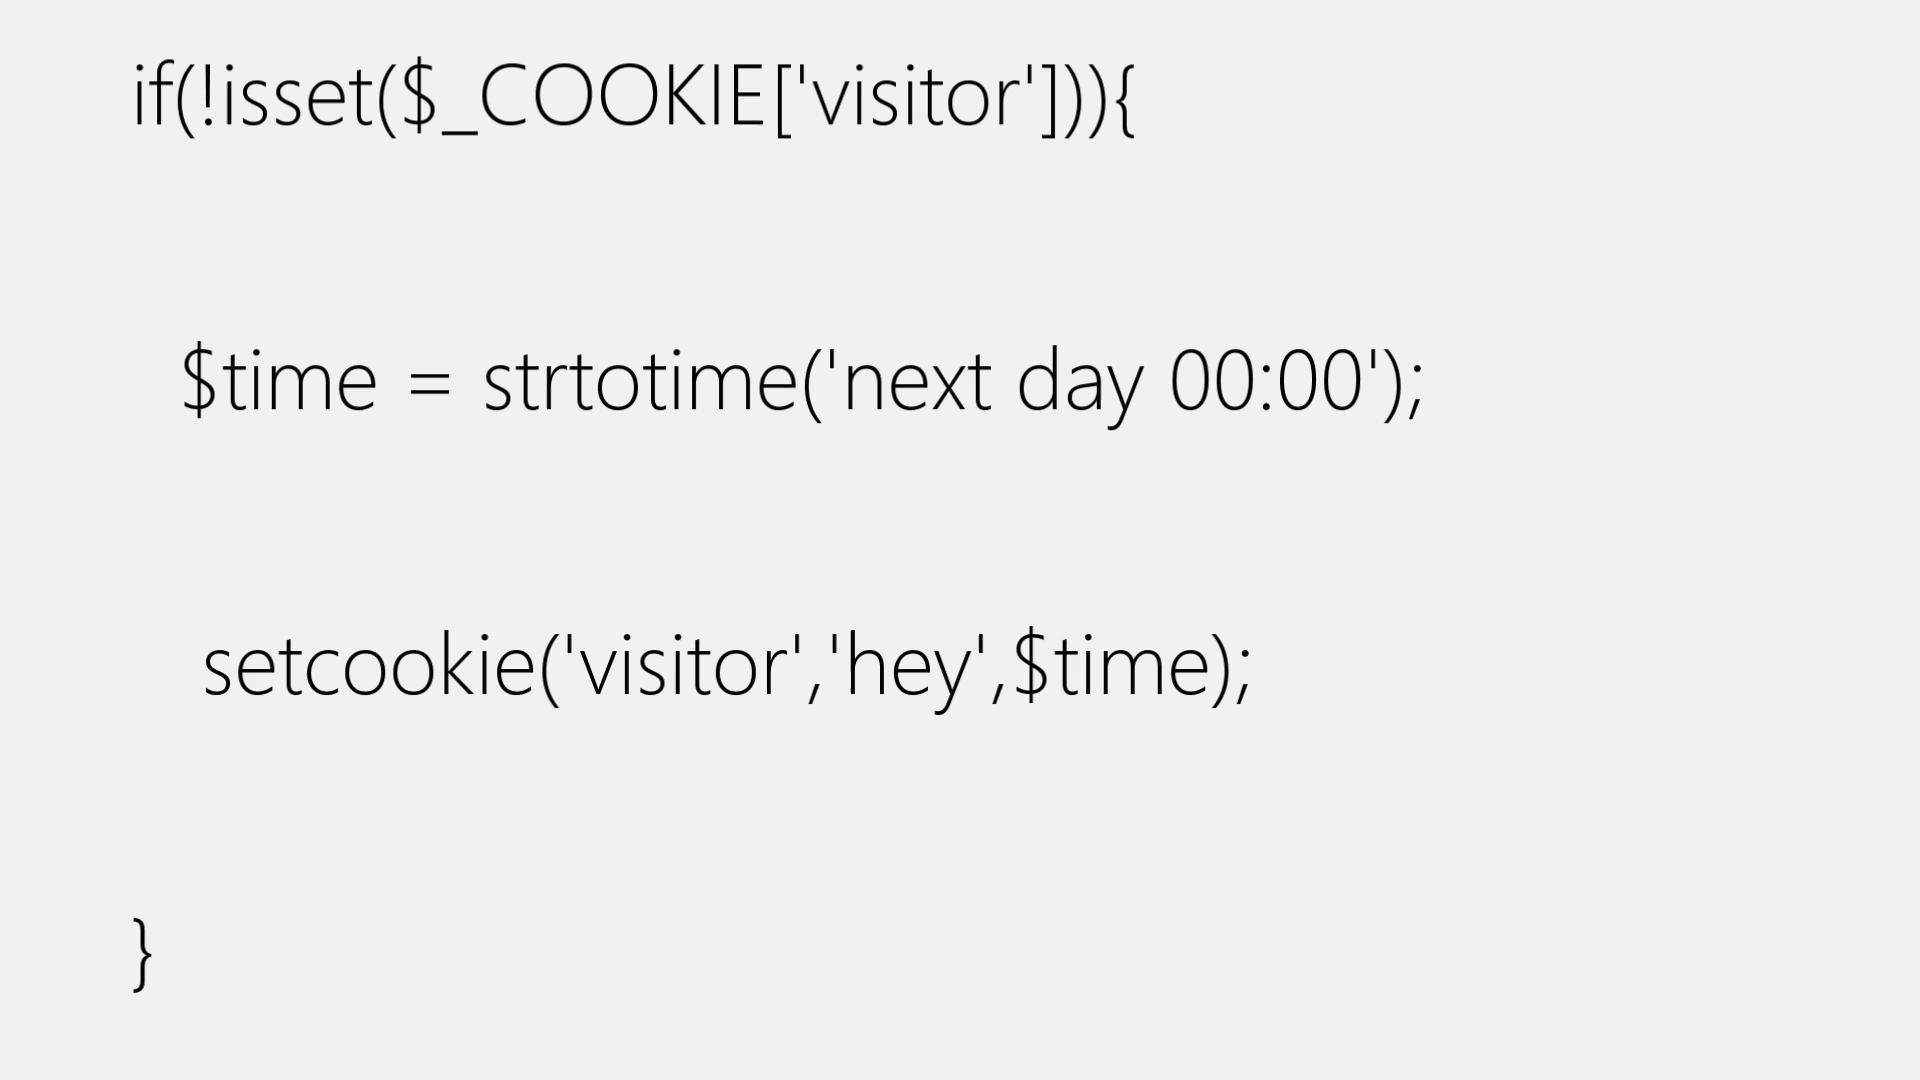 if(!isset($_COOKIE['visitor'])){
$time = strtotime('next day 00:00');
setcookie('visitor','hey',$time);
}